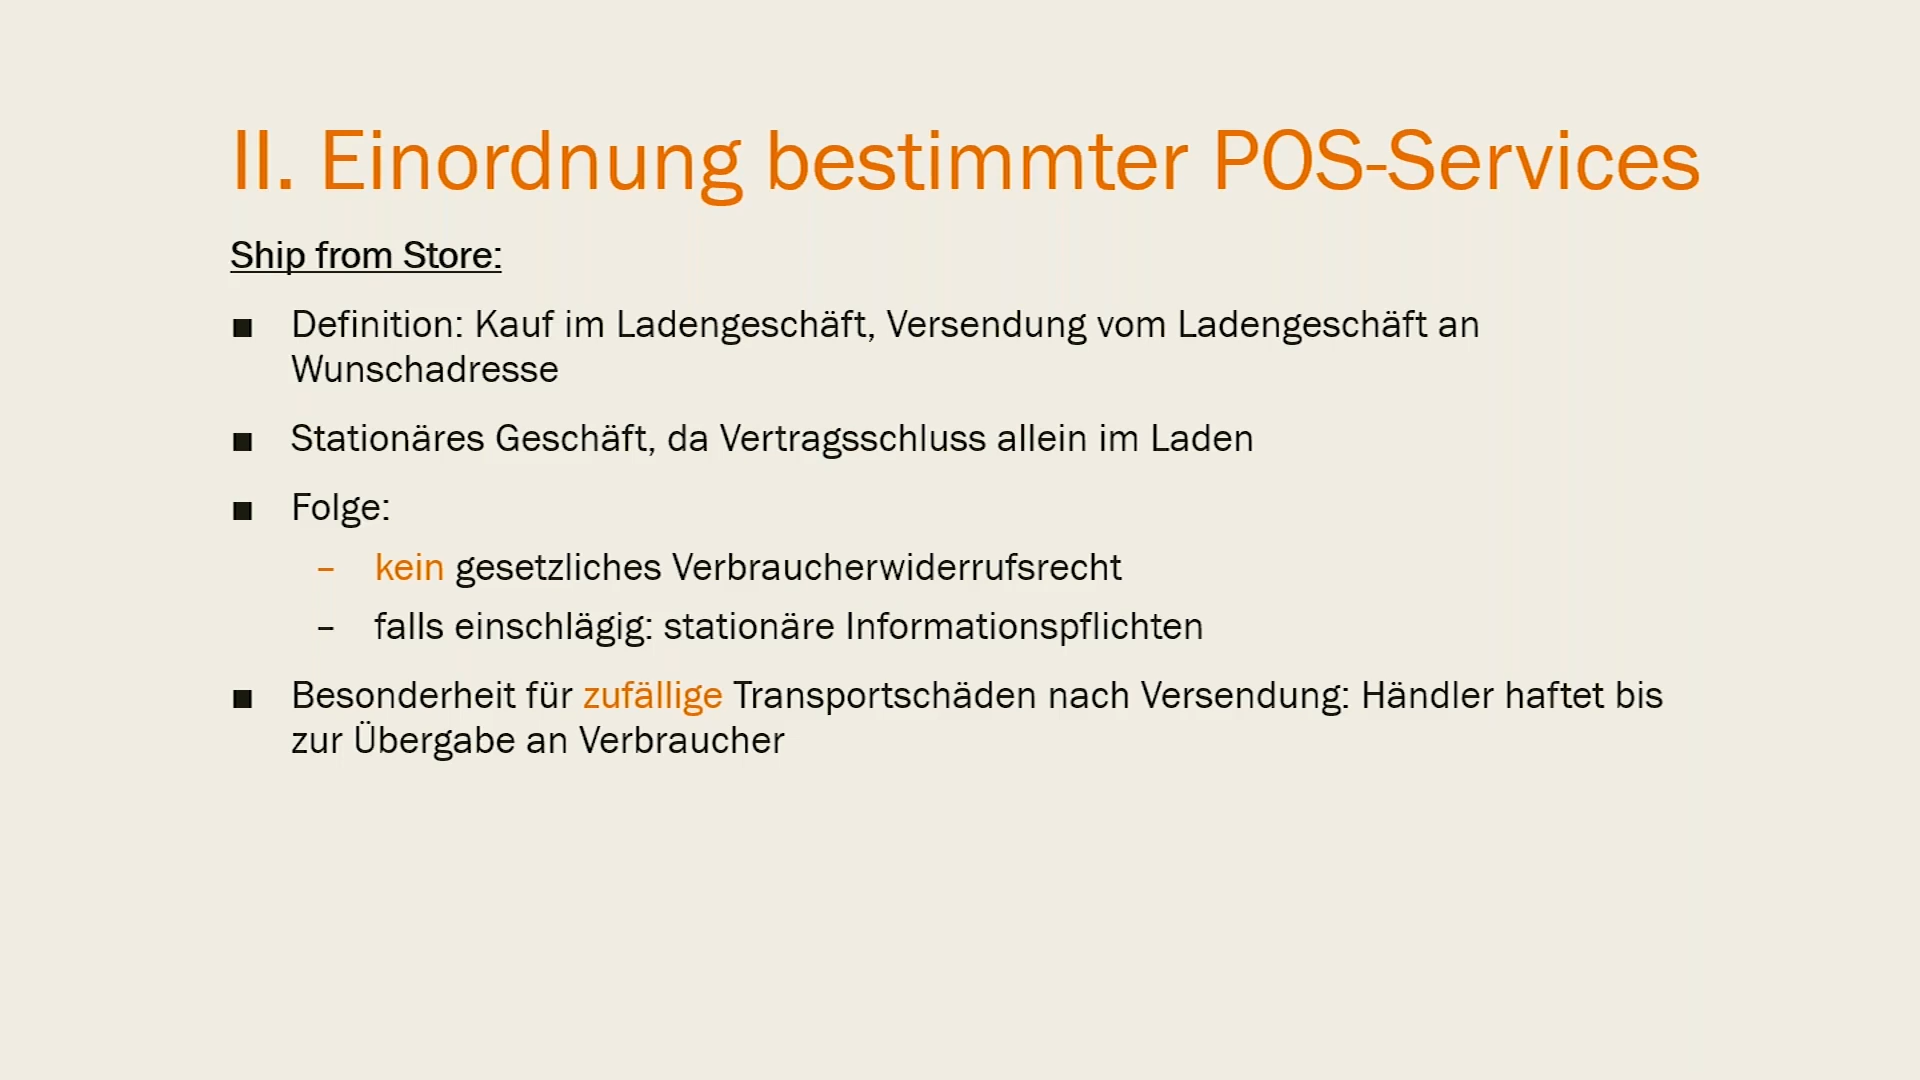 II. Einordnung bestimmter POS-Services
Ship from Store:
■ Definition: Kauf im Ladengeschäft, Versendung vom Ladengeschäft an
Wunschadresse
■ Stationäres Geschäft, da Vertragsschluss allein im Laden
■ Folge:
– kein gesetzliches Verbraucherwiderrufsrecht
– falls einschlägig: stationäre Informationspflichten
■ Besonderheit für zufällige Transportschäden nach Versendung: Händler haftet bis
zur Übergabe an Verbraucher